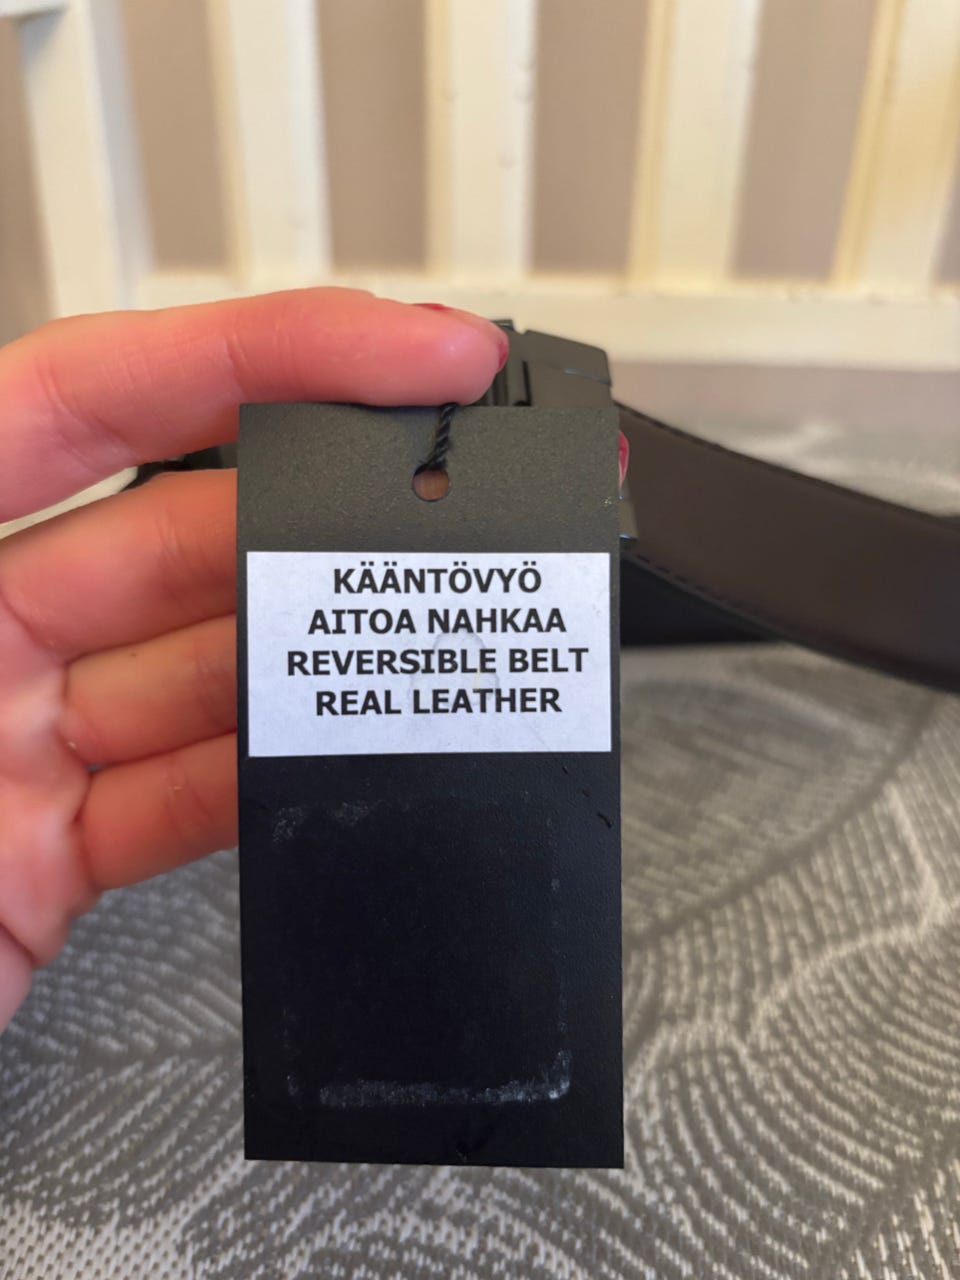 KÄÄNTÖVYÖ
AITOA NAHKAA
REVERSIBLE BELT
REAL LEATHER